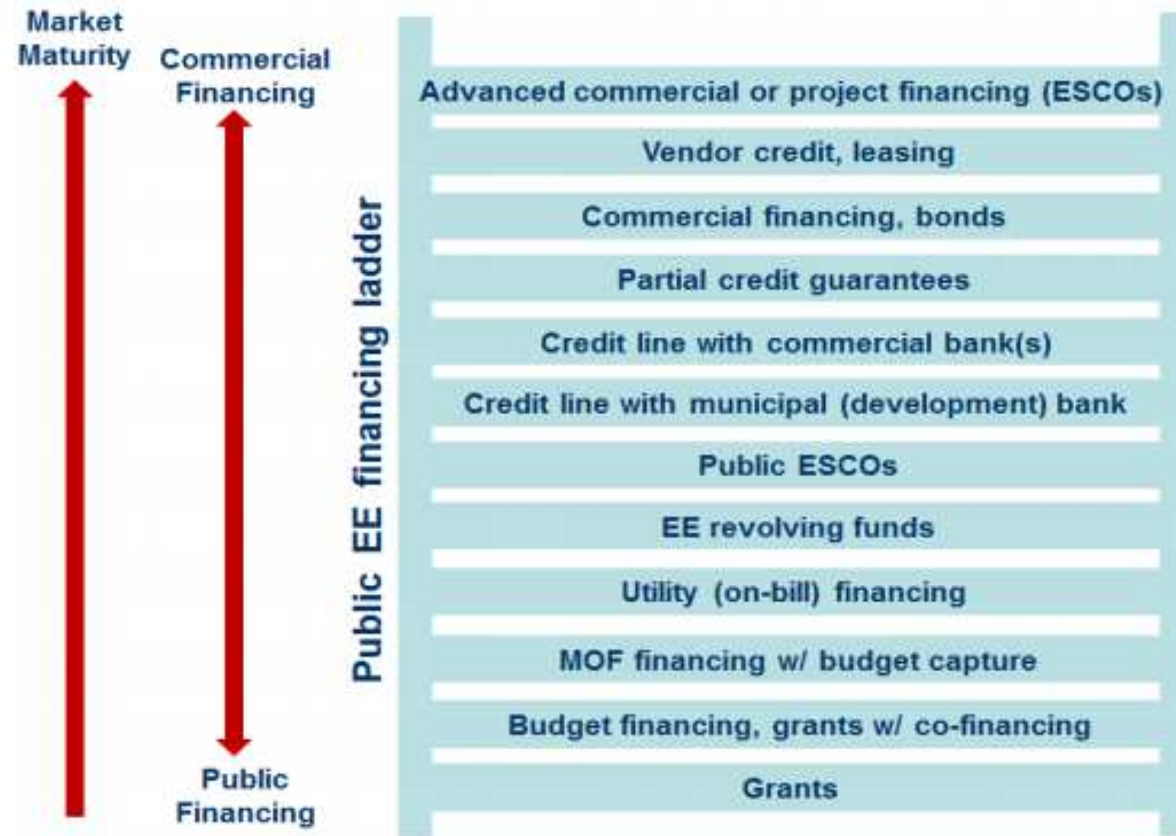 Market
Maturity
Commercial
Financing
Public EE financing ladder
Advanced commercial or project financing (ESCOs)
Vendor credit, leasing
Commercial financing, bonds
Partial credit guarantees
Credit line with commercial bank(s)
Credit line with municipal (development) bank
Public ESCOs
EE revolving funds
Utility (on-bill) financing
MOF financing w/ budget capture
Budget financing, grants w/ co-financing
Grants
Public
Financing